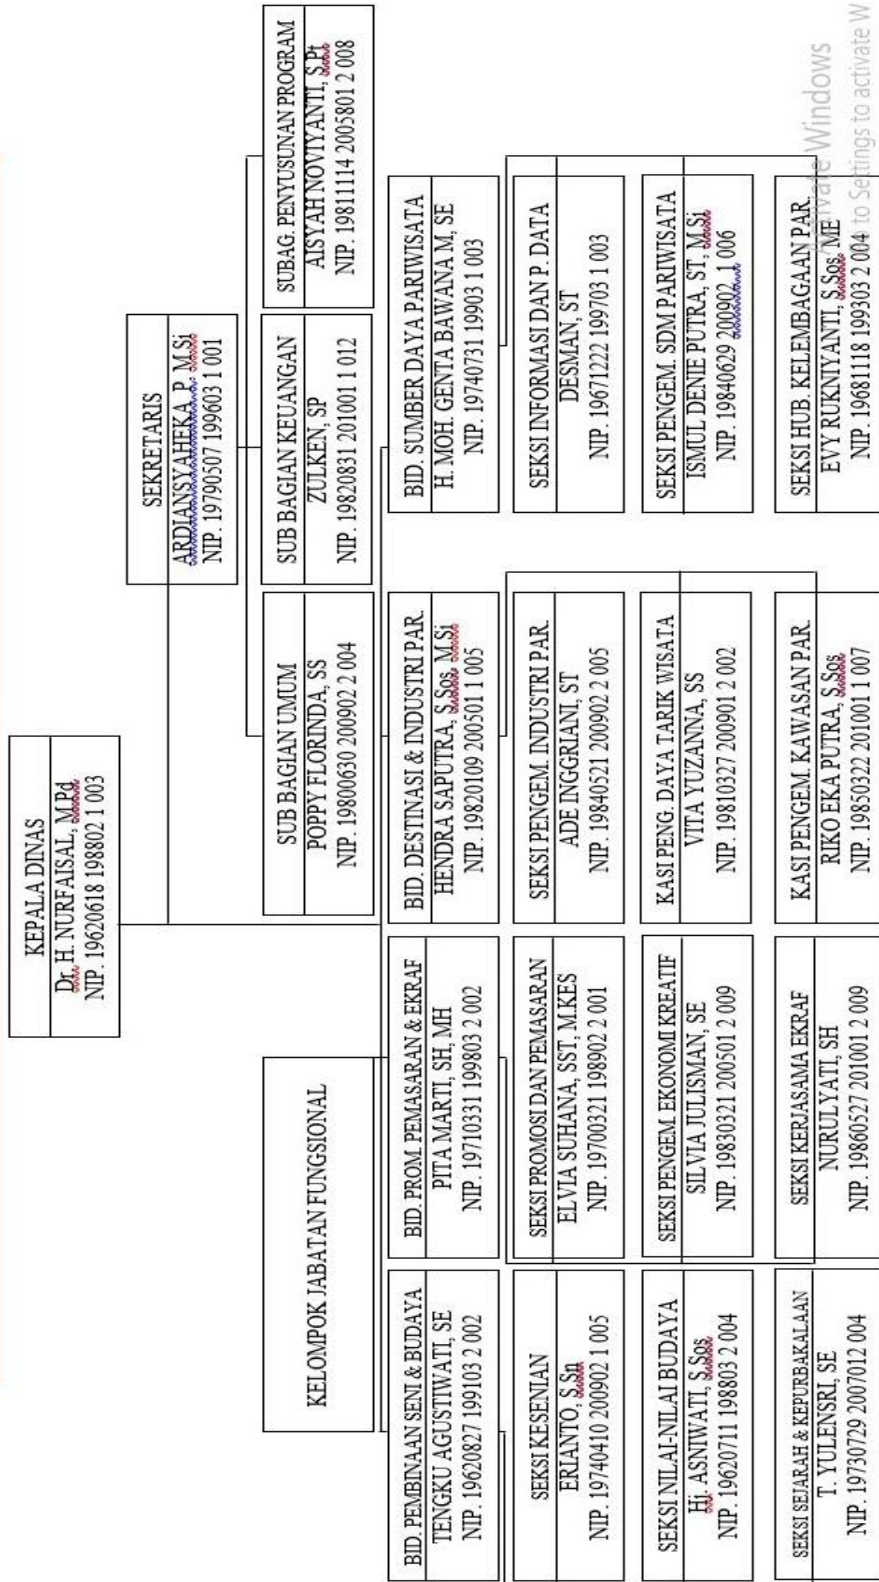 KEPALA DINAS
Dr. H. NURFAISAL, M.Pd
NIP. 19620618 198802 1 003
SEKRETARIS
ARDIANSYAHEKA P. M.Si
NIP. 19790507 199603 1 001
KELOMPOK JABATAN FUNGSIONAL
SUB BAGIAN UMUM
POPPY FLORINDA, SS
NIP. 19800630 200902 2 004
SUB BAGIAN KEUANGAN
ZULKEN, SP
NIP. 19820831 201001 1 012
SUBAG. PENYUSUNAN PROGRAM
AISYAH NOVIYANTI, S.Pt
NIP. 19811114 2005801 2 008
BID. PEMBINAAN SENI & BUDAYA
TENGKU AGUSTIWATI, SE
NIP. 19620827 199103 2 002
BID. PROM. PEMASARAN & EKRAF
PITA MARTI, SH, MH
NIP. 19710331 199803 2 002
BID. DESTINASI & INDUSTRI PAR.
HENDRA SAPUTRA, S.Sos, M.Si
NIP. 19820109 200501 1 005
BID. SUMBER DAYA PARIWISATA
H. MOH. GENTA BAWANA M, SE
NIP. 19740731 19903 1 003
SEKSI KESENIAN
ERIANTO, S.Sn
NIP. 19740410 200902 1 005
SEKSI PROMOSI DAN PEMASARAN
ELVIA SUHANA, SST, M.KES
NIP. 19700321 198902 2 001
SEKSI PENGEM. INDUSTRI PAR.
ADE INGGRIANI, ST
NIP. 19840521 200902 2 005
SEKSI INFORMASI DAN P. DATA
DESMAN, ST
NIP. 19671222 199703 1 003
SEKSI NILAI-NILAI BUDAYA
Hj. ASNIWATI, S.Sos
NIP. 19620711 198803 2 004
SEKSI PENGEM. EKONOMI KREATIF
SILVIA JULISMAN, SE
NIP. 19830321 200501 2 009
KASI PENG. DAYA TARIK WISATA
VITA YUZANNA, SS
NIP. 19810327 200901 2 002
SEKSI PENGEM. SDM PARIWISATA
ISMUL DENIE PUTRA, ST, M.Si
NIP. 19840629 200902 1 006
SEKSI SEJARAH & KEPURBAKALAAN
T. YULENSRI, SE
NIP. 19730729 2007012 004
SEKSI KERJASAMA EKRAF
NURULYATI, SH
NIP. 19860527 201001 2 009
KASI PENGEM. KAWASAN PAR.
RIKO EKA PUTRA, S.Sos
NIP. 19850322 201001 1 007
SEKSI HUB. KELEMBAGAAN PAR.
EVY RUKNIYANTI, S.Sos, ME
NIP. 19681118 199303 2 004
Activate Windows
to Settings to activate W